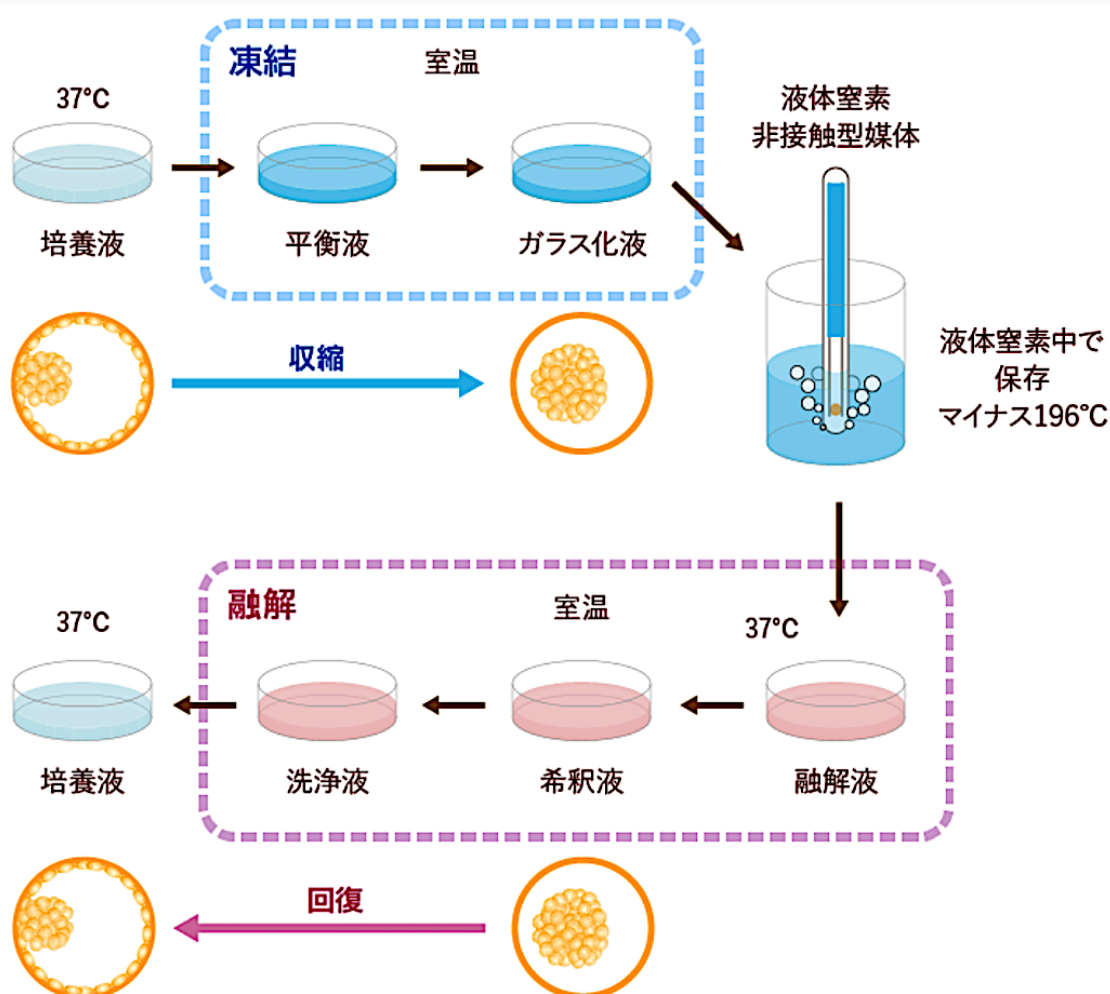 凍結
室温
37°C
液体窒素
非接触型媒体
培養液
平衡液
ガラス化液
収縮
液体窒素中で
保存
マイナス196°C
融解
室温
37°C
37°C
培養液
洗浄液
希釈液
融解液
回復